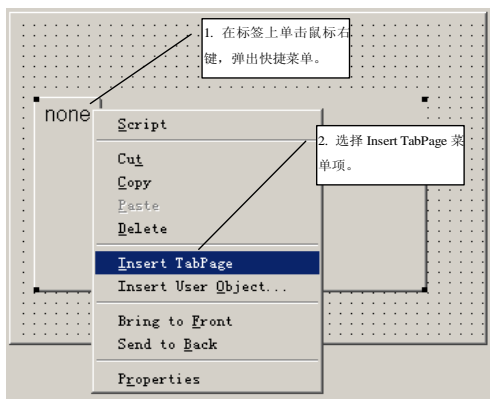 1. 在标签上单击鼠标右
键，弹出快捷菜单。
none
Script
2. 选择 Insert TabPage 菜
单项。
Cut
Copy
Paste
Delete
Insert TabPage
Insert User Object...
Bring to Front
Send to Back
Properties